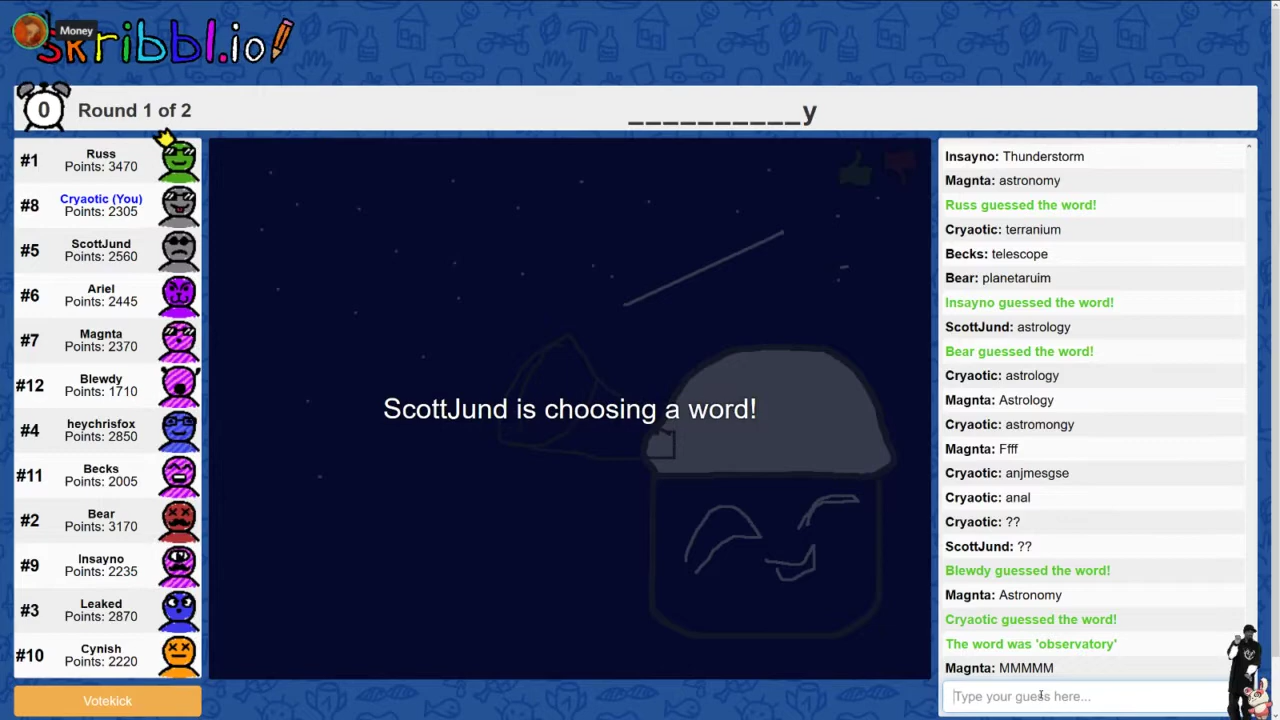 Money
skribbl.io
0
Round 1 of 2
__________y
#1 Russ
Points: 3470
#8 Cryaotic (You)
Points: 2305
#5 ScottJund
Points: 2560
#6 Ariel
Points: 2445
#7 Magnta
Points: 2370
#12 Blewdy
Points: 1710
#4 heychrisfox
Points: 2850
#11 Becks
Points: 2005
#2 Bear
Points: 3170
#9 Insayno
Points: 2235
#3 Leaked
Points: 2870
#10 Cynish
Points: 2220
Votekick
ScottJund is choosing a word!
Insayno: Thunderstorm
Magnta: astronomy
Russ guessed the word!
Cryaotic: terranium
Becks: telescope
Bear: planetaruim
Insayno guessed the word!
ScottJund: astrology
Bear guessed the word!
Cryaotic: astrology
Magnta: Astrology
Cryaotic: astromongy
Magnta: Ffff
Cryaotic: anjmesgse
Cryaotic: anal
Cryaotic: ??
ScottJund: ??
Blewdy guessed the word!
Magnta: Astronomy
Cryaotic guessed the word!
The word was 'observatory'
Magnta: MMMMM
Type your guess here...